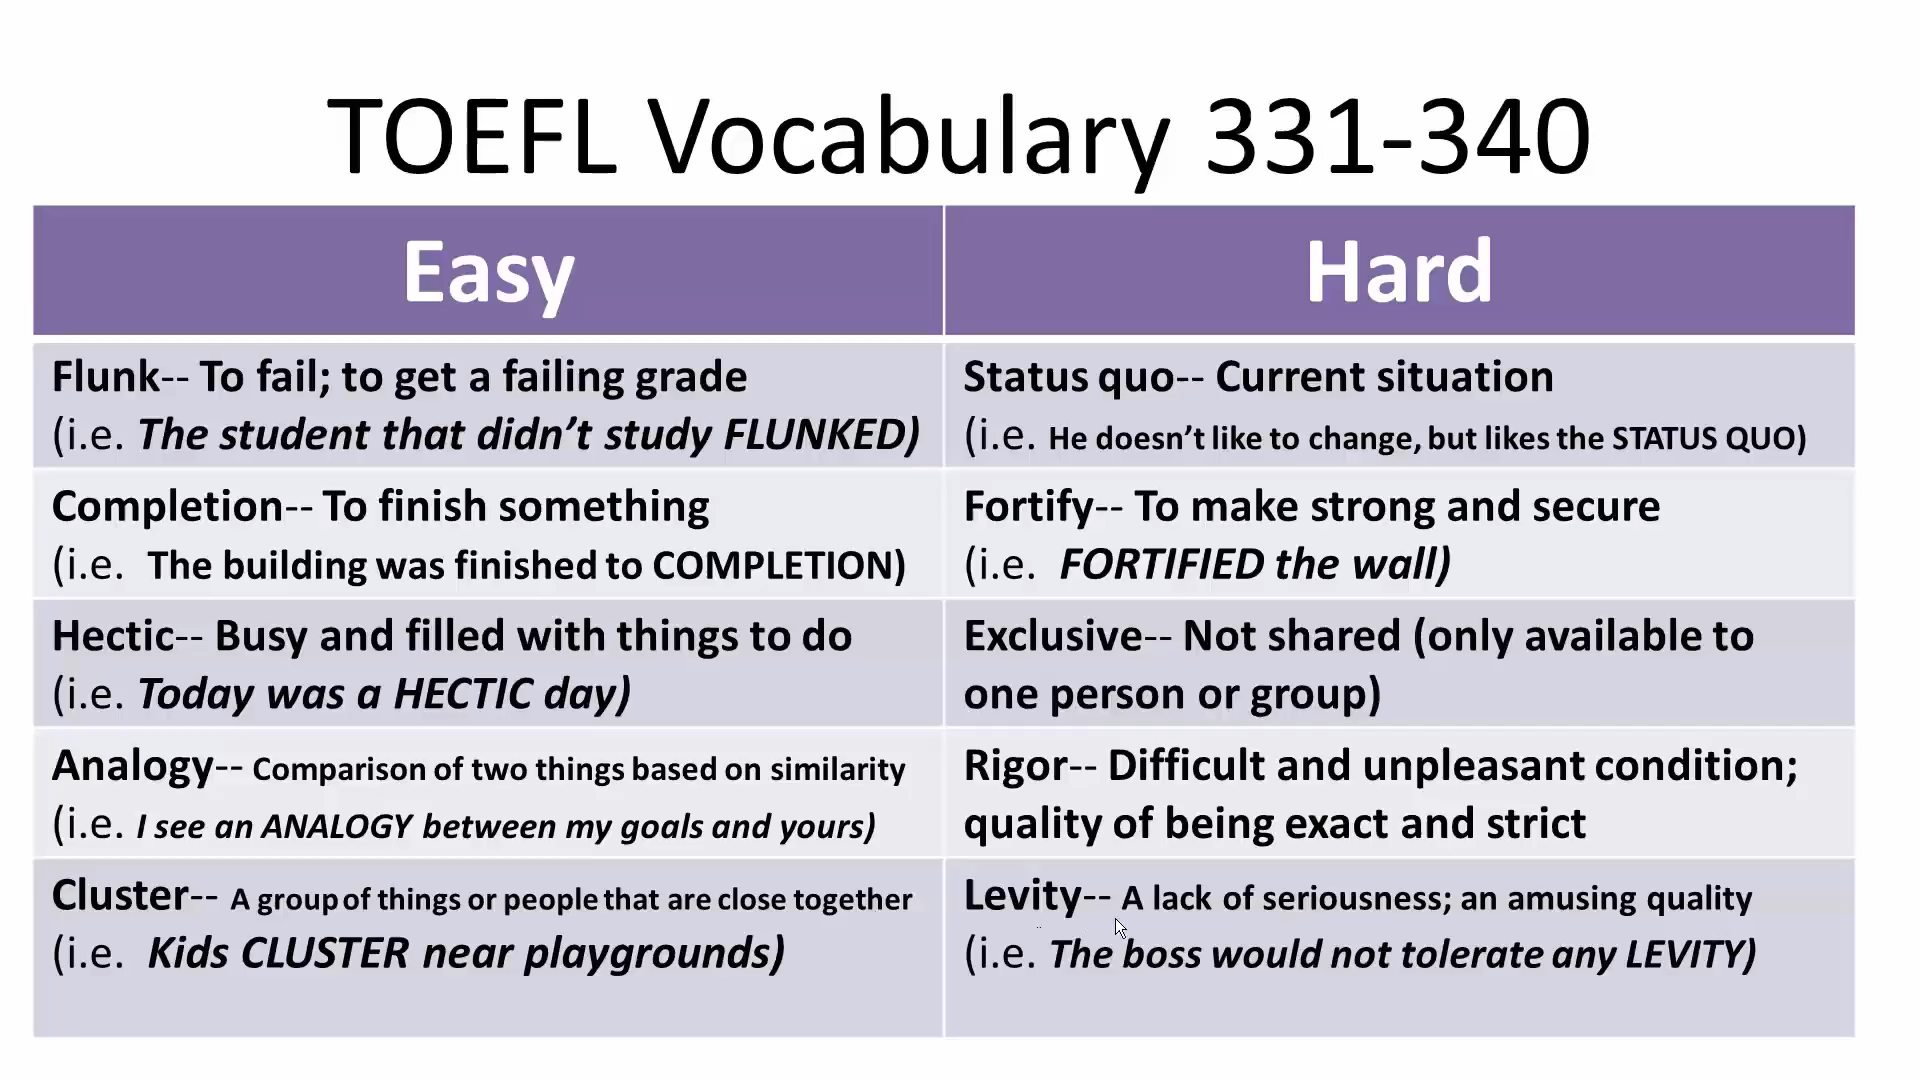 TOEFL Vocabulary 331-340
Easy
Hard
Flunk-- To fail; to get a failing grade
(i.e. The student that didn’t study FLUNKED)
Status quo-- Current situation
(i.e. He doesn’t like to change, but likes the STATUS QUO)
Completion-- To finish something
(i.e. The building was finished to COMPLETION)
Fortify-- To make strong and secure
(i.e. FORTIFIED the wall)
Hectic-- Busy and filled with things to do
(i.e. Today was a HECTIC day)
Exclusive-- Not shared (only available to
one person or group)
Analogy-- Comparison of two things based on similarity
(i.e. I see an ANALOGY between my goals and yours)
Rigor-- Difficult and unpleasant condition;
quality of being exact and strict
Cluster-- A group of things or people that are close together
(i.e. Kids CLUSTER near playgrounds)
Levity-- A lack of seriousness; an amusing quality
(i.e. The boss would not tolerate any LEVITY)